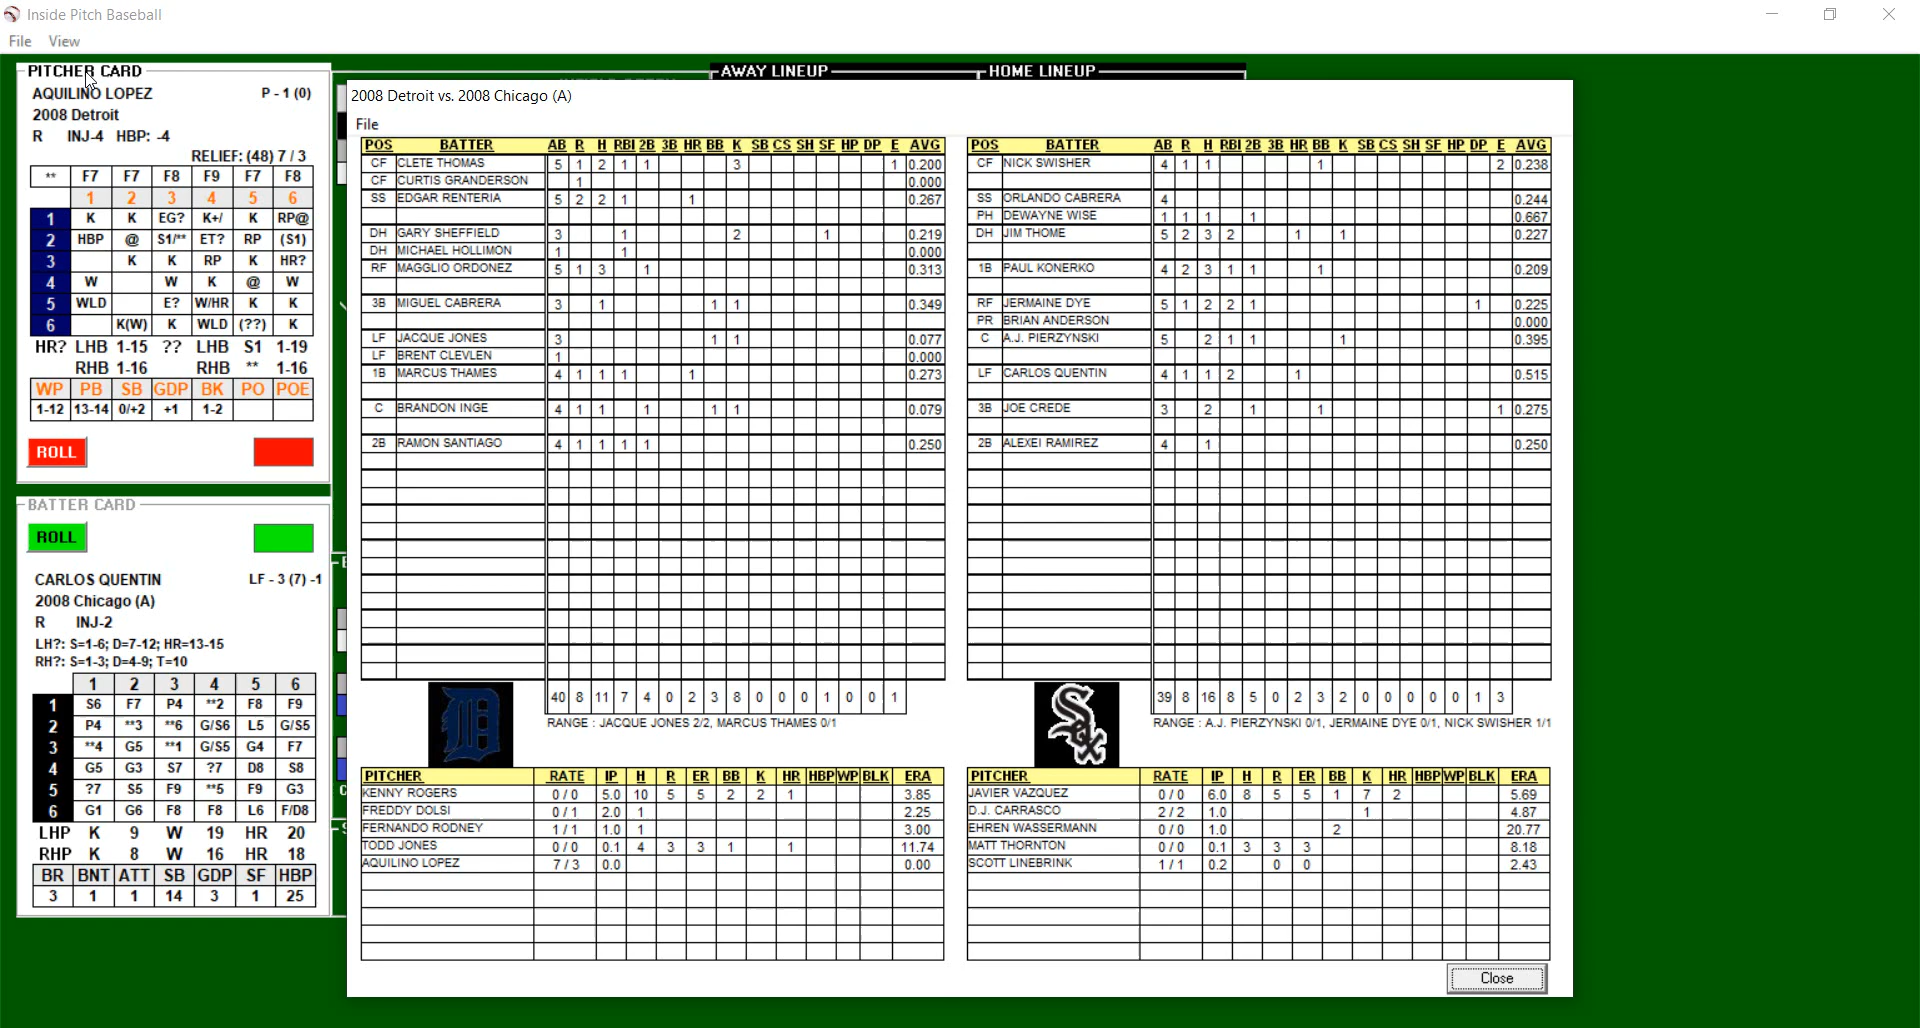 Inside Pitch Baseball
File View
PITCHER CARD
AQUILINO LOPEZ P - 1 (0)
2008 Detroit
R INJ-4 HBP: -4
RELIEF: (48) 7 / 3
** F7 F7 F8 F9 F7 F8
1 2 3 4 5 6
1 K K EG? K+/ K RP@
2 HBP @ S1/** ET? RP (S1)
3 K K RP K HR?
4 W W K @ W
5 WLD E? W/HR K K
6 K(W) K WLD (??) K
HR? LHB 1-15 ?? LHB S1 1-19
RHB 1-16 RHB ** 1-16
WP PB SB GDP BK PO POE
1-12 13-14 0/+2 +1 1-2
ROLL
BATTER CARD
ROLL
CARLOS QUENTIN LF - 3 (7) -1
2008 Chicago (A)
R INJ-2
LH?: S=1-6; D=7-12; HR=13-15
RH?: S=1-3; D=4-9; T=10
1 2 3 4 5 6
1 S6 F7 P4 **2 F8 F9
2 P4 **3 **6 G/S6 L5 G/S5
3 **4 G5 **1 G/S5 G4 F7
4 G5 G3 S7 ?7 D8 S8
5 ?7 S5 F9 **5 F9 G3
6 G1 G6 F8 F8 L6 F/D8
LHP K 9 W 19 HR 20
RHP K 8 W 16 HR 18
BR BNT ATT SB GDP SF HBP
3 1 1 14 3 1 25
AWAY LINEUP HOME LINEUP
2008 Detroit vs. 2008 Chicago (A)
File
POS BATTER AB R H RBI 2B 3B HR BB K SB CS SH SF HP DP E AVG
CF CLETE THOMAS 5 1 2 1 1 3 1 0.200
CF CURTIS GRANDERSON 1 0.000
SS EDGAR RENTERIA 5 2 2 1 1 0.267
DH GARY SHEFFIELD 3 1 2 1 0.219
DH MICHAEL HOLLIMON 1 1 0.000
RF MAGGLIO ORDONEZ 5 1 3 1 0.313
3B MIGUEL CABRERA 3 1 1 1 0.349
LF JACQUE JONES 3 1 1 0.077
LF BRENT CLEVLEN 1 0.000
1B MARCUS THAMES 4 1 1 1 1 0.273
C BRANDON INGE 4 1 1 1 1 1 0.079
2B RAMON SANTIAGO 4 1 1 1 1 0.250
40 8 11 7 4 0 2 3 8 0 0 0 1 0 0 1
RANGE : JACQUE JONES 2/2, MARCUS THAMES 0/1
PITCHER RATE IP H R ER BB K HR HBP WP BLK ERA
KENNY ROGERS 0 / 0 5.0 10 5 5 2 2 1 3.85
FREDDY DOLSI 0 / 1 2.0 1 2.25
FERNANDO RODNEY 1 / 1 1.0 1 3.00
TODD JONES 0 / 0 0.1 4 3 3 1 1 11.74
AQUILINO LOPEZ 7 / 3 0.0 0.00
POS BATTER AB R H RBI 2B 3B HR BB K SB CS SH SF HP DP E AVG
CF NICK SWISHER 4 1 1 1 2 0.238
SS ORLANDO CABRERA 4 0.244
PH DEWAYNE WISE 1 1 1 1 0.667
DH JIM THOME 5 2 3 2 1 1 0.227
1B PAUL KONERKO 4 2 3 1 1 1 0.209
RF JERMAINE DYE 5 1 2 2 1 1 0.225
PR BRIAN ANDERSON 0.000
C A.J. PIERZYNSKI 5 2 1 1 1 0.395
LF CARLOS QUENTIN 4 1 1 2 1 0.515
3B JOE CREDE 3 2 1 1 1 0.275
2B ALEXEI RAMIREZ 4 1 0.250
39 8 16 8 5 0 2 3 2 0 0 0 0 0 1 3
RANGE : A.J. PIERZYNSKI 0/1, JERMAINE DYE 0/1, NICK SWISHER 1/1
Sox
PITCHER RATE IP H R ER BB K HR HBP WP BLK ERA
JAVIER VAZQUEZ 0 / 0 6.0 8 5 5 1 7 2 5.69
D.J. CARRASCO 2 / 2 1.0 1 4.87
EHREN WASSERMANN 0 / 0 1.0 2 20.77
MATT THORNTON 0 / 0 0.1 3 3 3 8.18
SCOTT LINEBRINK 1 / 1 0.2 0 0 2.43
Close